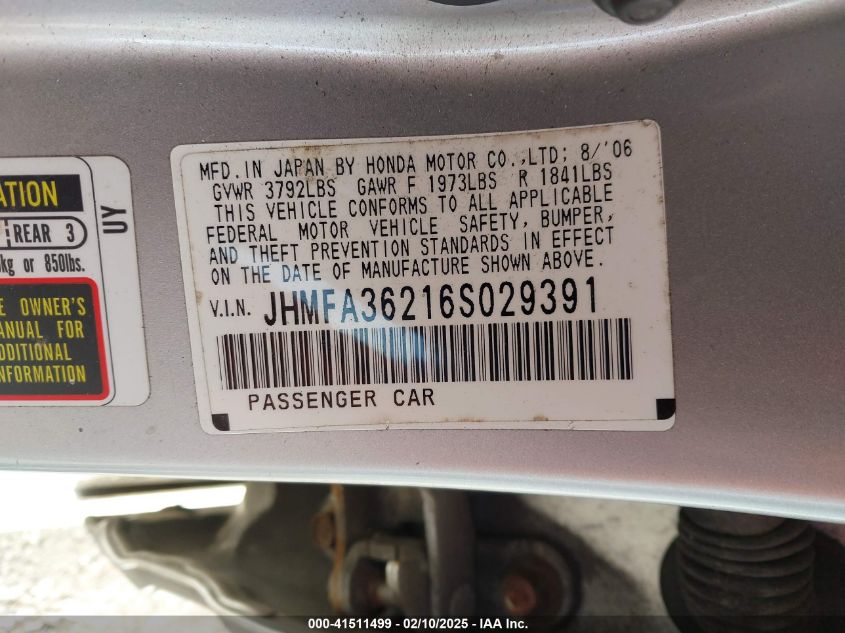 ATION
REAR 3
kg or 850lbs.
OWNER'S
ANUAL FOR
DDITIONAL
NFORMATION
UY
MFD. IN JAPAN BY HONDA MOTOR CO.,LTD; 8/'06
GVWR 3792LBS GAWR F 1973LBS R 1841LBS
THIS VEHICLE CONFORMS TO ALL APPLICABLE
FEDERAL MOTOR VEHICLE SAFETY, BUMPER,
AND THEFT PREVENTION STANDARDS IN EFFECT
ON THE DATE OF MANUFACTURE SHOWN ABOVE.
V.I.N. JHMFA36216S029391
PASSENGER CAR
000-41511499 - 02/10/2025 - IAA Inc.